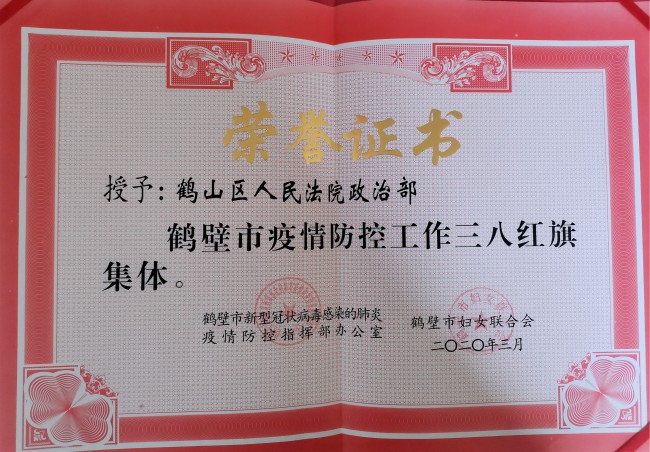 荣誉证书
授予：鹤山区人民法院政治部
鹤壁市疫情防控工作三八红旗
集体。
鹤壁市新型冠状病毒感染的肺炎
疫情防控指挥部办公室
鹤壁市妇女联合会
二〇二〇年三月